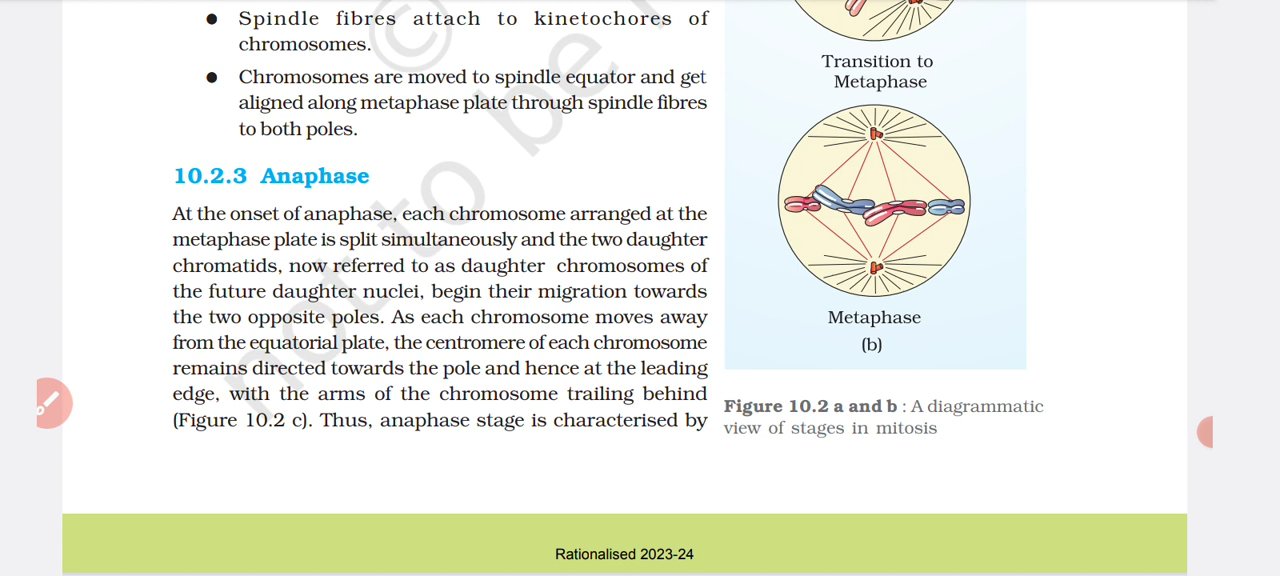 • Spindle fibres attach to kinetochores of
chromosomes.
• Chromosomes are moved to spindle equator and get
aligned along metaphase plate through spindle fibres
to both poles.
10.2.3 Anaphase
At the onset of anaphase, each chromosome arranged at the
metaphase plate is split simultaneously and the two daughter
chromatids, now referred to as daughter chromosomes of
the future daughter nuclei, begin their migration towards
the two opposite poles. As each chromosome moves away
from the equatorial plate, the centromere of each chromosome
remains directed towards the pole and hence at the leading
edge, with the arms of the chromosome trailing behind
(Figure 10.2 c). Thus, anaphase stage is characterised by
Transition to
Metaphase
Metaphase
(b)
Figure 10.2 a and b : A diagrammatic
view of stages in mitosis
© not to be
Rationalised 2023-24